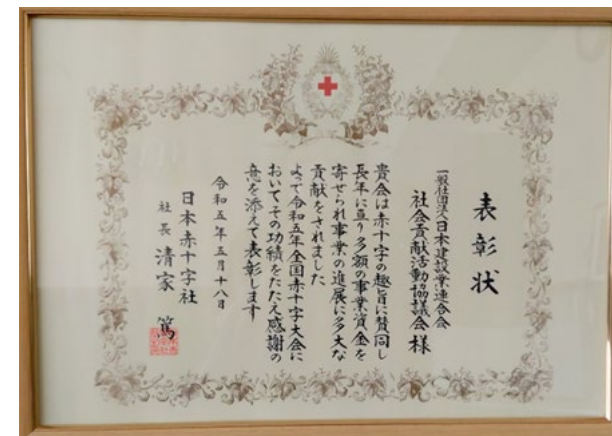 表彰状
一般社団法人日本建設業連合会
社会貢献活動協議会様
貴会は赤十字の趣旨に賛同し
長年に亘り多額の事業資金を
寄せられ事業の進展に多大な
貢献をされました
よって令和五年全国赤十字大会に
おいてその功績をたたえ感謝の
意を添えて表彰します
令和五年五月十八日
日本赤十字社
社長 清家 篤